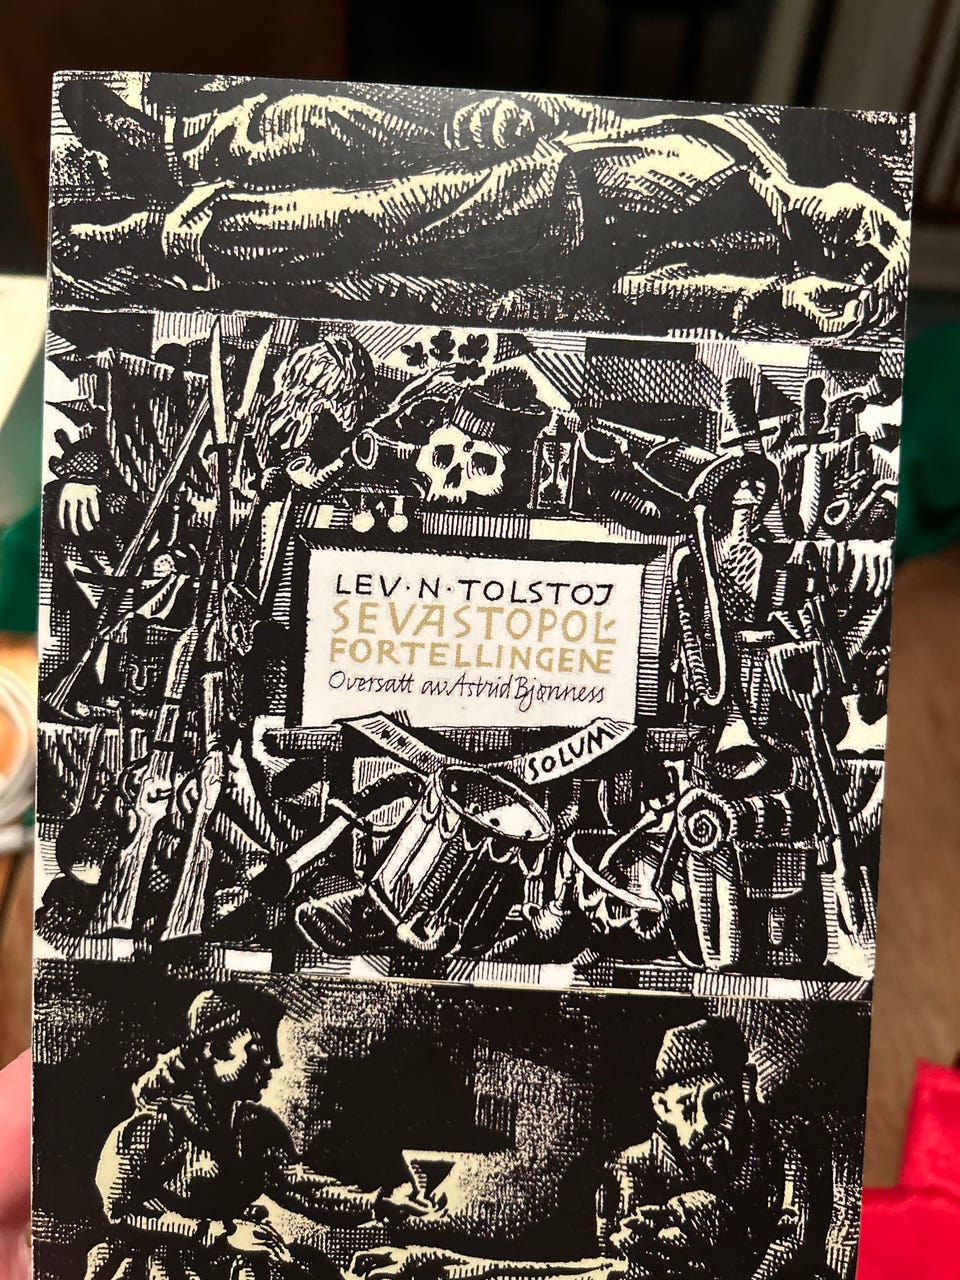 LEV·N·TOLSTOJ
SEVASTOPOL-
FORTELLINGENE
Oversatt av Astrid Bjønness
SOLUM